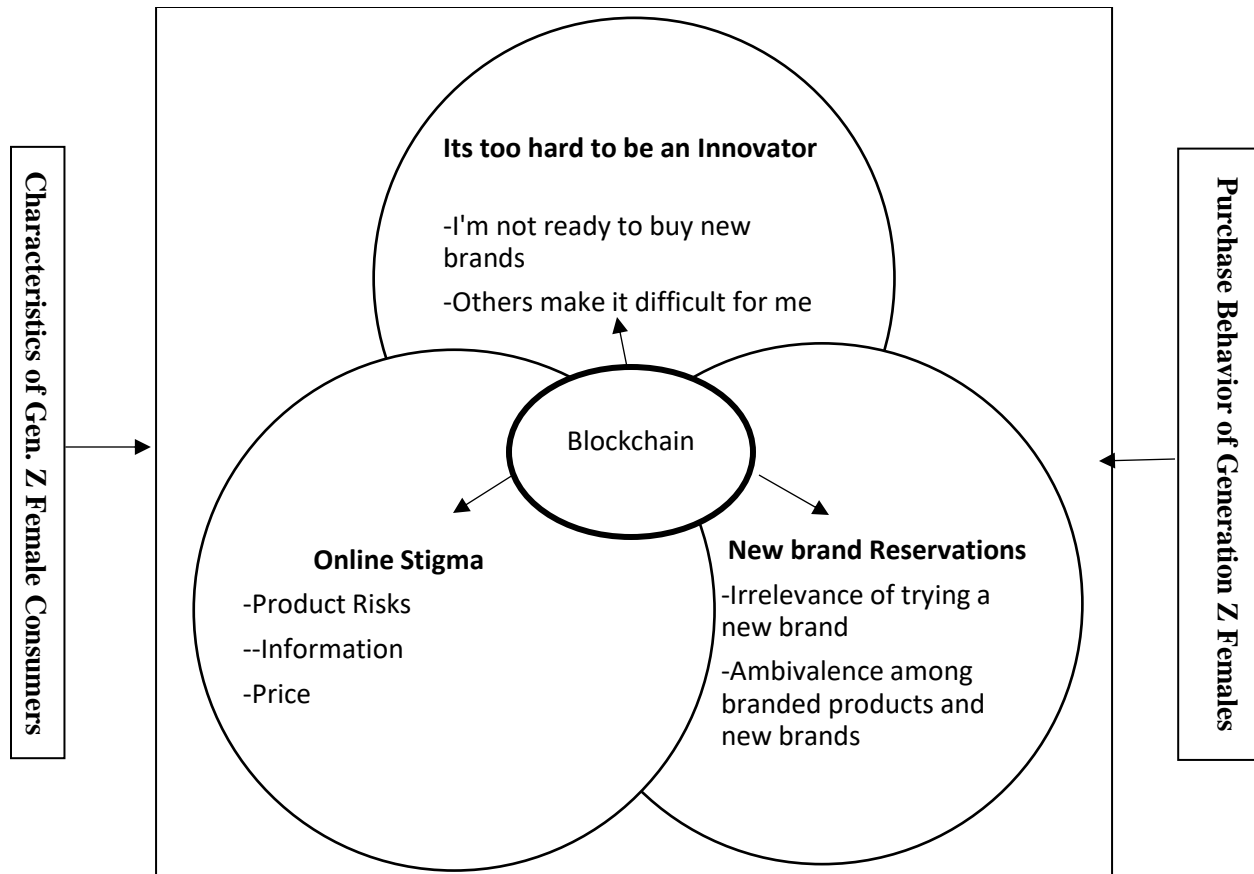 Characteristics of Gen. Z Female Consumers
Its too hard to be an Innovator
-I'm not ready to buy new
brands
-Others make it difficult for me
Blockchain
Online Stigma
-Product Risks
--Information
-Price
New brand Reservations
-Irrelevance of trying a
new brand
-Ambivalence among
branded products and
new brands
Purchase Behavior of Generation Z Females